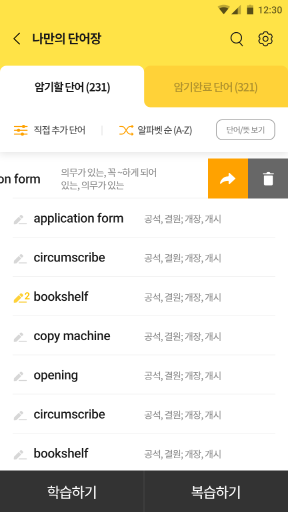 12:30
나만의 단어장
암기할 단어 (231)
암기완료 단어 (321)
직접 추가 단어
알파벳 순 (A-Z)
단어/뜻 보기
on form
의무가 있는, 꼭 ~하게 되어
있는, 의무가 있는
application form
공석, 결원; 개장, 개시
circumscribe
공석, 결원; 개장, 개시
2
bookshelf
공석, 결원; 개장, 개시
copy machine
공석, 결원; 개장, 개시
opening
공석, 결원; 개장, 개시
circumscribe
공석, 결원; 개장, 개시
bookshelf
공석, 결원; 개장, 개시
학습하기
복습하기